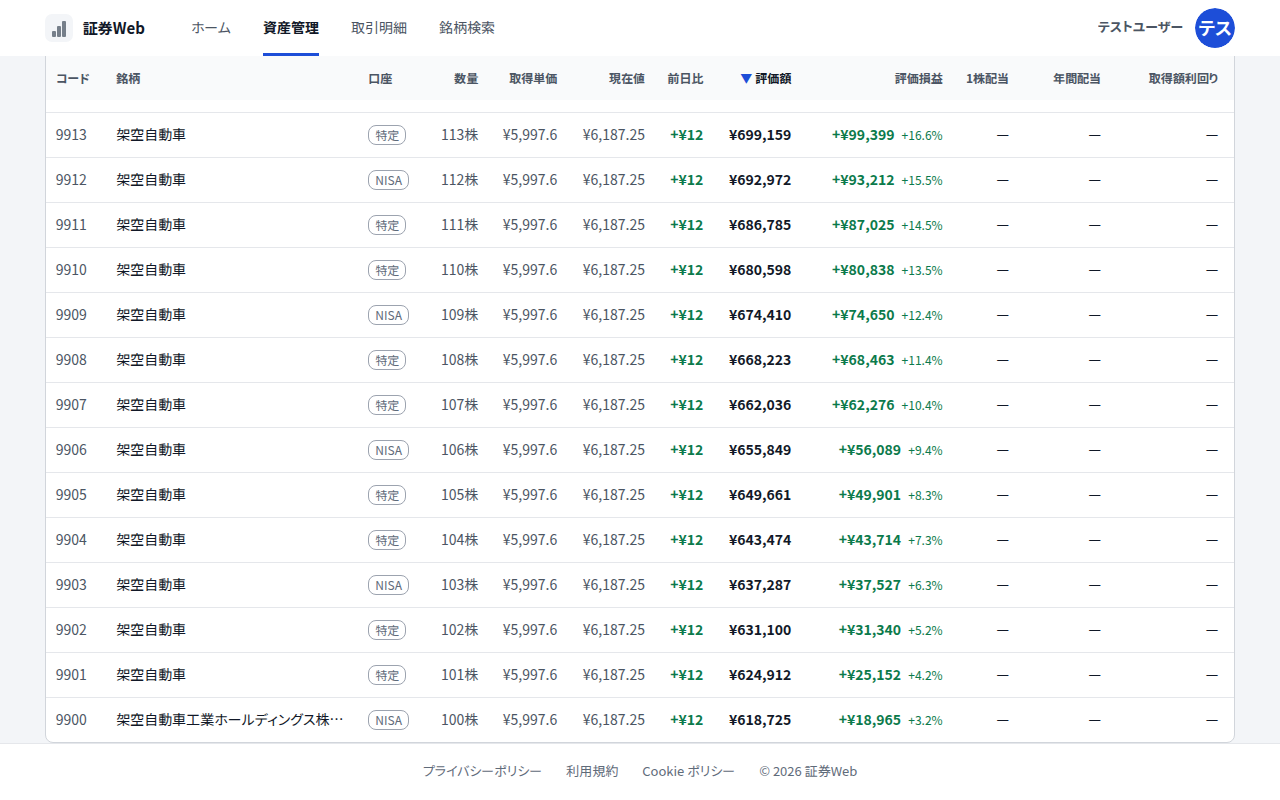 証券Web ホーム 資産管理 取引明細 銘柄検索 テストユーザー テス
コード 銘柄 口座 数量 取得単価 現在値 前日比 ▼ 評価額 評価損益 1株配当 年間配当 取得額利回り
9913 架空自動車 特定 113株 ¥5,997.6 ¥6,187.25 +¥12 ¥699,159 +¥99,399 +16.6% — — —
9912 架空自動車 NISA 112株 ¥5,997.6 ¥6,187.25 +¥12 ¥692,972 +¥93,212 +15.5% — — —
9911 架空自動車 特定 111株 ¥5,997.6 ¥6,187.25 +¥12 ¥686,785 +¥87,025 +14.5% — — —
9910 架空自動車 特定 110株 ¥5,997.6 ¥6,187.25 +¥12 ¥680,598 +¥80,838 +13.5% — — —
9909 架空自動車 NISA 109株 ¥5,997.6 ¥6,187.25 +¥12 ¥674,410 +¥74,650 +12.4% — — —
9908 架空自動車 特定 108株 ¥5,997.6 ¥6,187.25 +¥12 ¥668,223 +¥68,463 +11.4% — — —
9907 架空自動車 特定 107株 ¥5,997.6 ¥6,187.25 +¥12 ¥662,036 +¥62,276 +10.4% — — —
9906 架空自動車 NISA 106株 ¥5,997.6 ¥6,187.25 +¥12 ¥655,849 +¥56,089 +9.4% — — —
9905 架空自動車 特定 105株 ¥5,997.6 ¥6,187.25 +¥12 ¥649,661 +¥49,901 +8.3% — — —
9904 架空自動車 特定 104株 ¥5,997.6 ¥6,187.25 +¥12 ¥643,474 +¥43,714 +7.3% — — —
9903 架空自動車 NISA 103株 ¥5,997.6 ¥6,187.25 +¥12 ¥637,287 +¥37,527 +6.3% — — —
9902 架空自動車 特定 102株 ¥5,997.6 ¥6,187.25 +¥12 ¥631,100 +¥31,340 +5.2% — — —
9901 架空自動車 特定 101株 ¥5,997.6 ¥6,187.25 +¥12 ¥624,912 +¥25,152 +4.2% — — —
9900 架空自動車工業ホールディングス株… NISA 100株 ¥5,997.6 ¥6,187.25 +¥12 ¥618,725 +¥18,965 +3.2% — — —
プライバシーポリシー 利用規約 Cookie ポリシー © 2026 証券Web